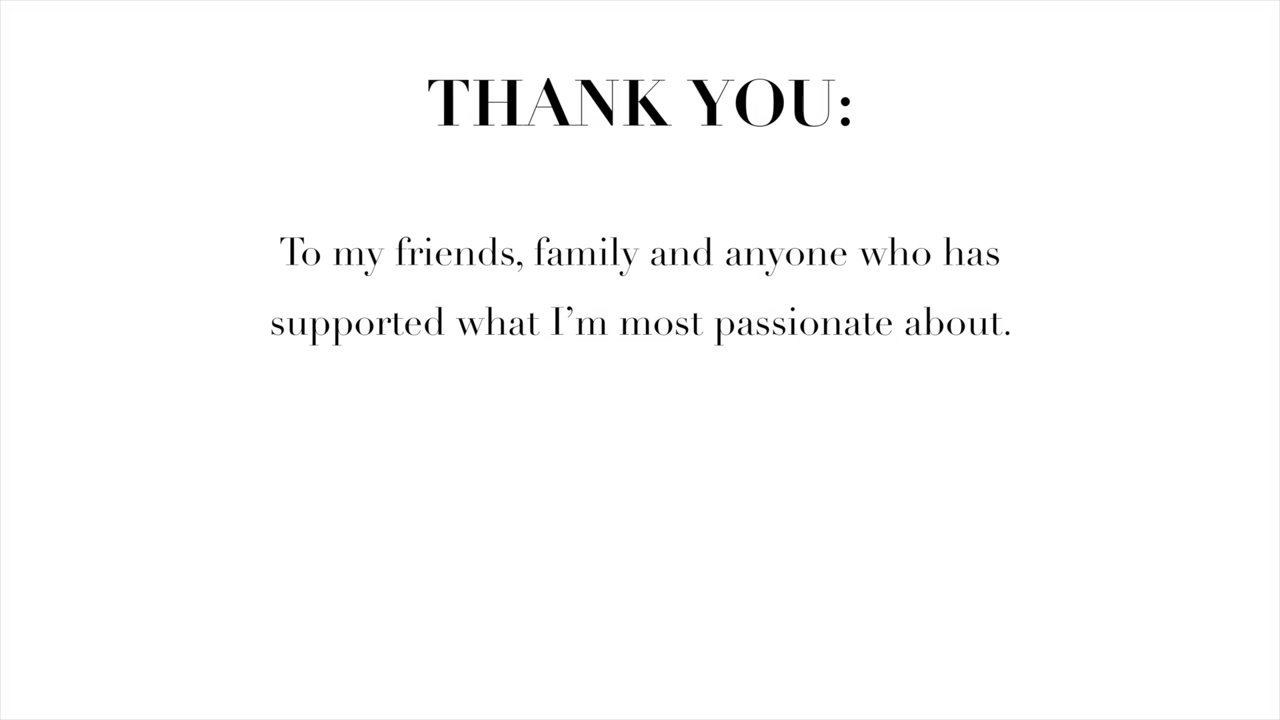 THANK YOU:
To my friends, family and anyone who has
supported what I’m most passionate about.